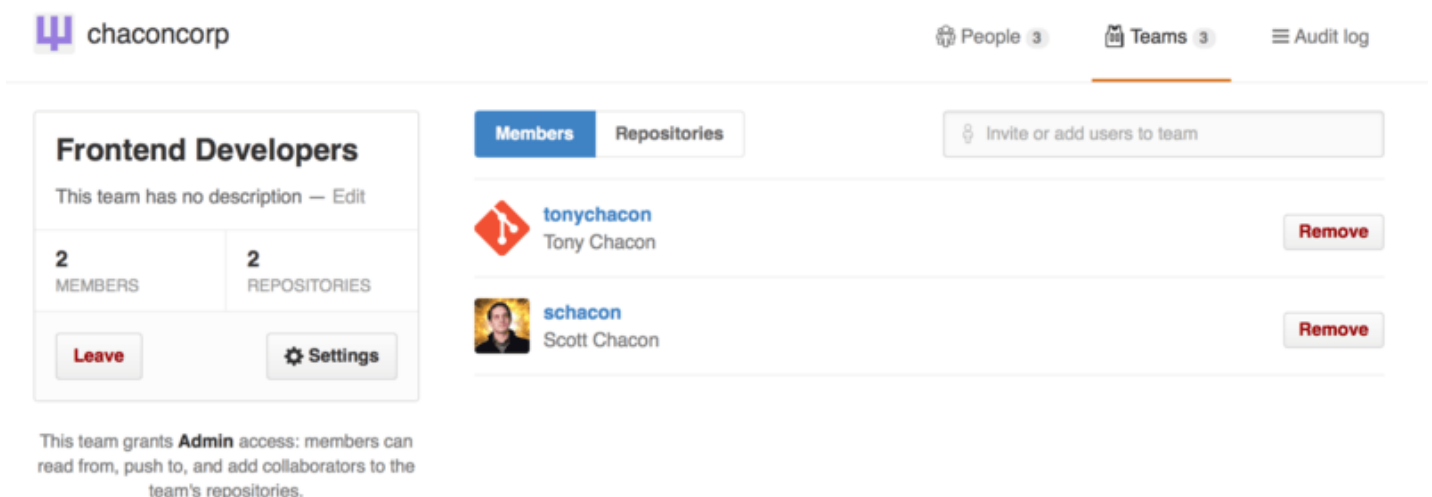 chaconcorp
People 3
Teams 3
Audit log
Frontend Developers
This team has no description — Edit
2
MEMBERS
2
REPOSITORIES
Leave
Settings
This team grants Admin access: members can
read from, push to, and add collaborators to the
team's repositories.
Members
Repositories
Invite or add users to team
tonychacon
Tony Chacon
Remove
schacon
Scott Chacon
Remove